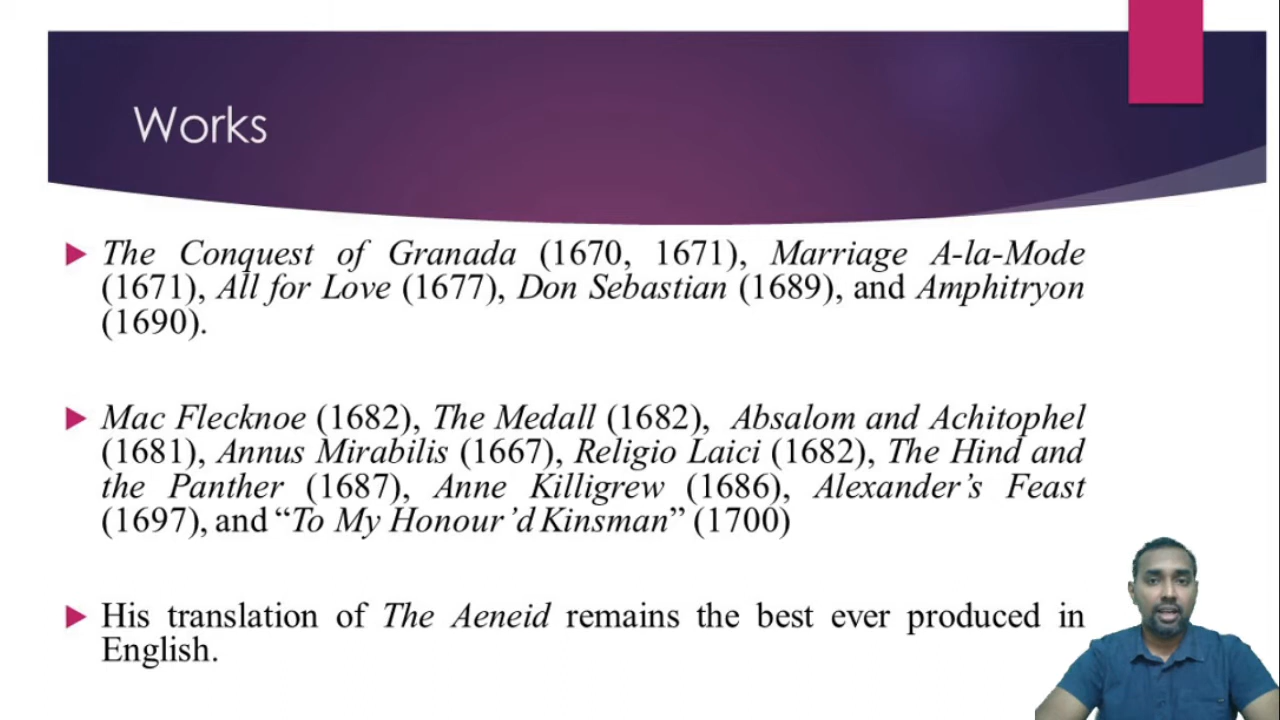 Works
The Conquest of Granada (1670, 1671), Marriage A-la-Mode
(1671), All for Love (1677), Don Sebastian (1689), and Amphitryon
(1690).
Mac Flecknoe (1682), The Medall (1682), Absalom and Achitophel
(1681), Annus Mirabilis (1667), Religio Laici (1682), The Hind and
the Panther (1687), Anne Killigrew (1686), Alexander’s Feast
(1697), and “To My Honour’d Kinsman” (1700)
His translation of The Aeneid remains the best ever produced in
English.